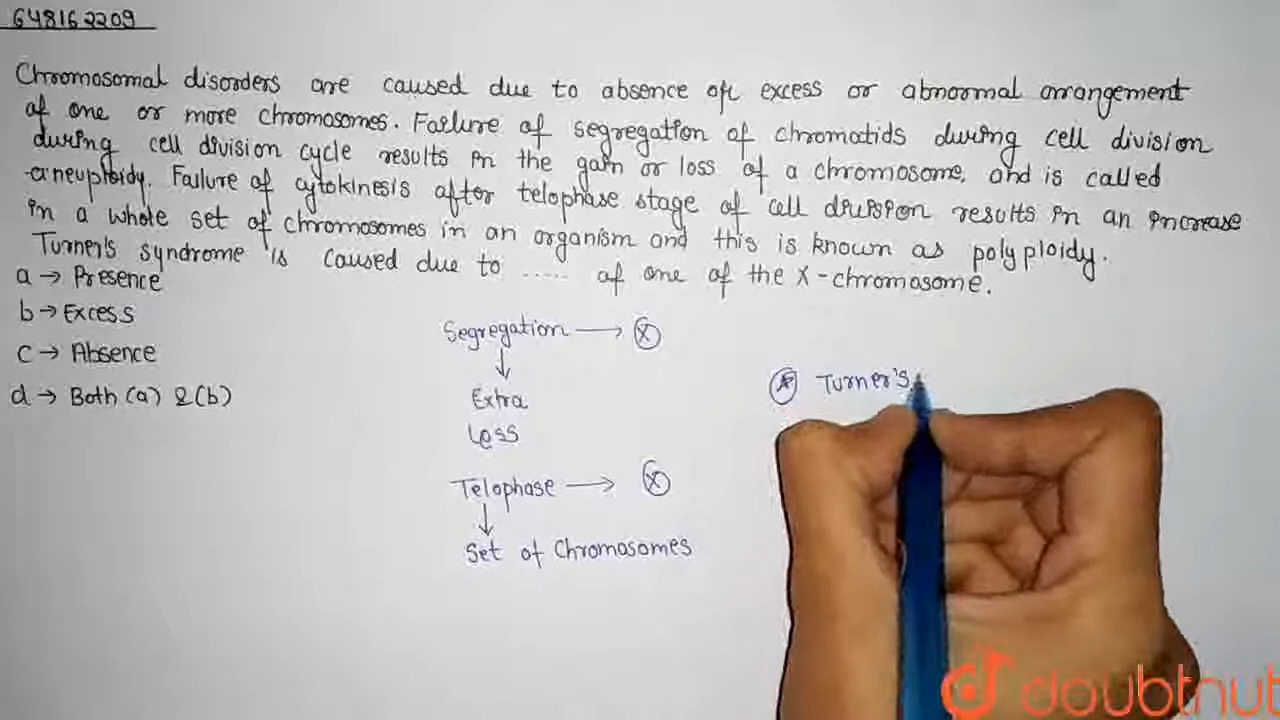 648162209
Chromosomal disorders are caused due to absence or excess or abnormal arrangement
of one or more chromosomes. Failure of segregation of chromatids during cell division
during cell division cycle results in the gain or loss of a chromosome, and is called
aneuploidy. Failure of cytokinesis after telophase stage of cell division results in an increase
in a whole set of chromosomes in an organism and this is known as polyploidy.
Turner's syndrome is caused due to ..... of one of the X-chromosome.
a → Presence
b → Excess
c → Absence
d → Both (a) & (b)
Segregation → X
↓
Extra
Loss
Telophase → X
↓
Set of Chromosomes
* Turner's
doubtnut